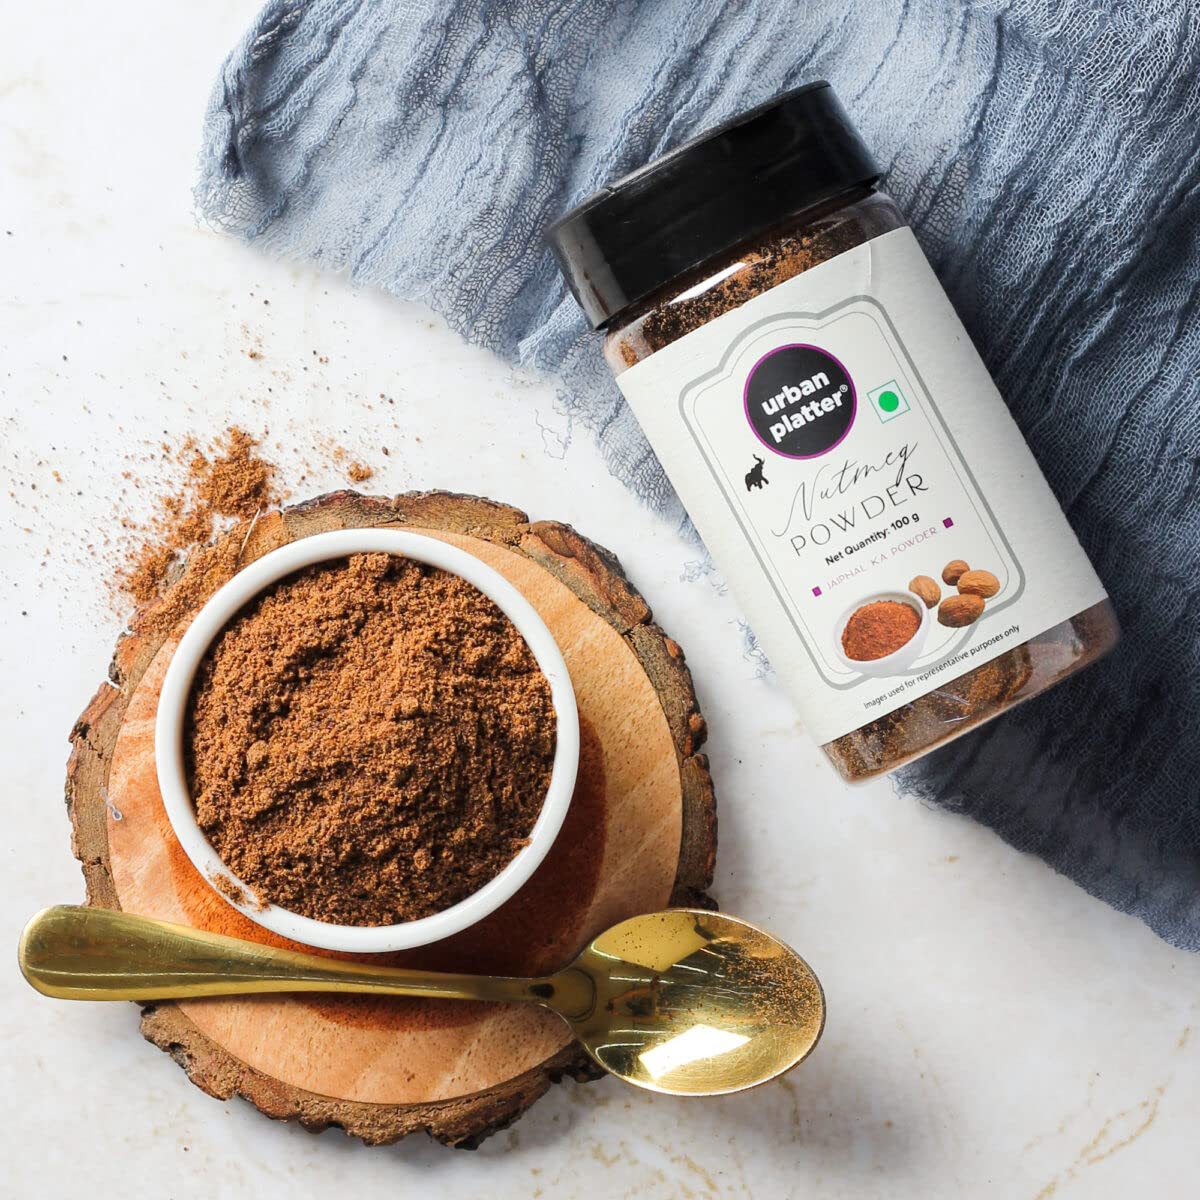 urban
platter®
Nutmeg
POWDER
Net Quantity: 100 g
JAIPHAL KA POWDER
Images used for representative purposes only